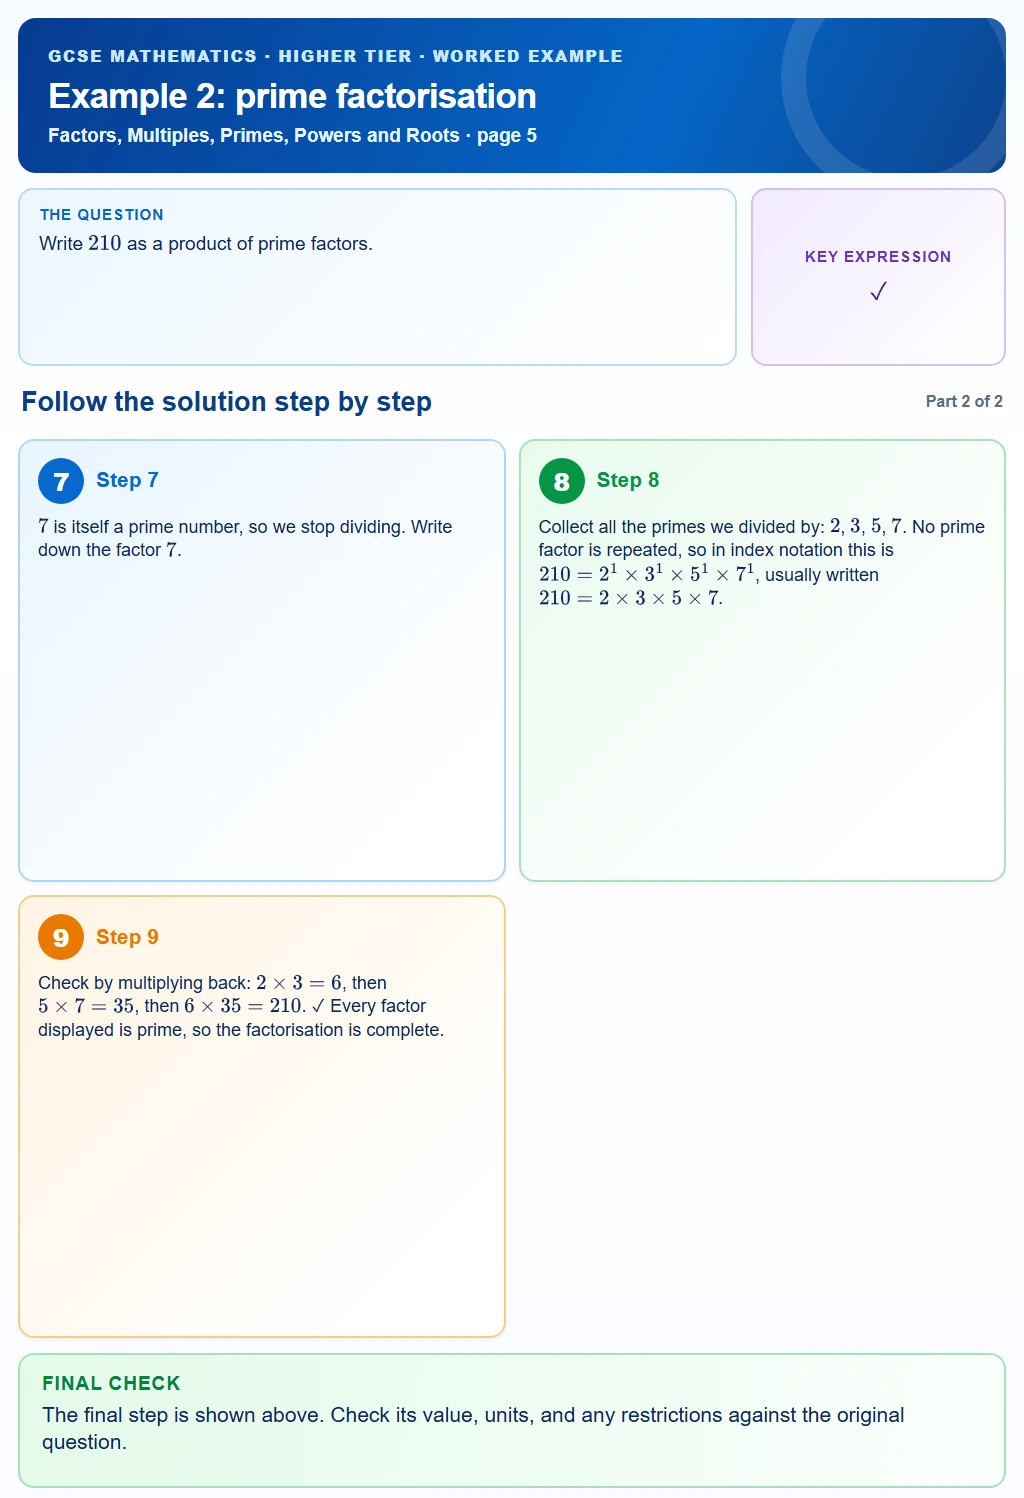 GCSE MATHEMATICS · HIGHER TIER · WORKED EXAMPLE
Example 2: prime factorisation
Factors, Multiples, Primes, Powers and Roots · page 5
THE QUESTION
Write 210 as a product of prime factors.
KEY EXPRESSION
✓
Follow the solution step by step
Part 2 of 2
7 Step 7
7 is itself a prime number, so we stop dividing. Write
down the factor 7.
8 Step 8
Collect all the primes we divided by: 2, 3, 5, 7. No prime
factor is repeated, so in index notation this is
210 = 2¹ × 3¹ × 5¹ × 7¹, usually written
210 = 2 × 3 × 5 × 7.
9 Step 9
Check by multiplying back: 2 × 3 = 6, then
5 × 7 = 35, then 6 × 35 = 210. ✓ Every factor
displayed is prime, so the factorisation is complete.
FINAL CHECK
The final step is shown above. Check its value, units, and any restrictions against the original
question.